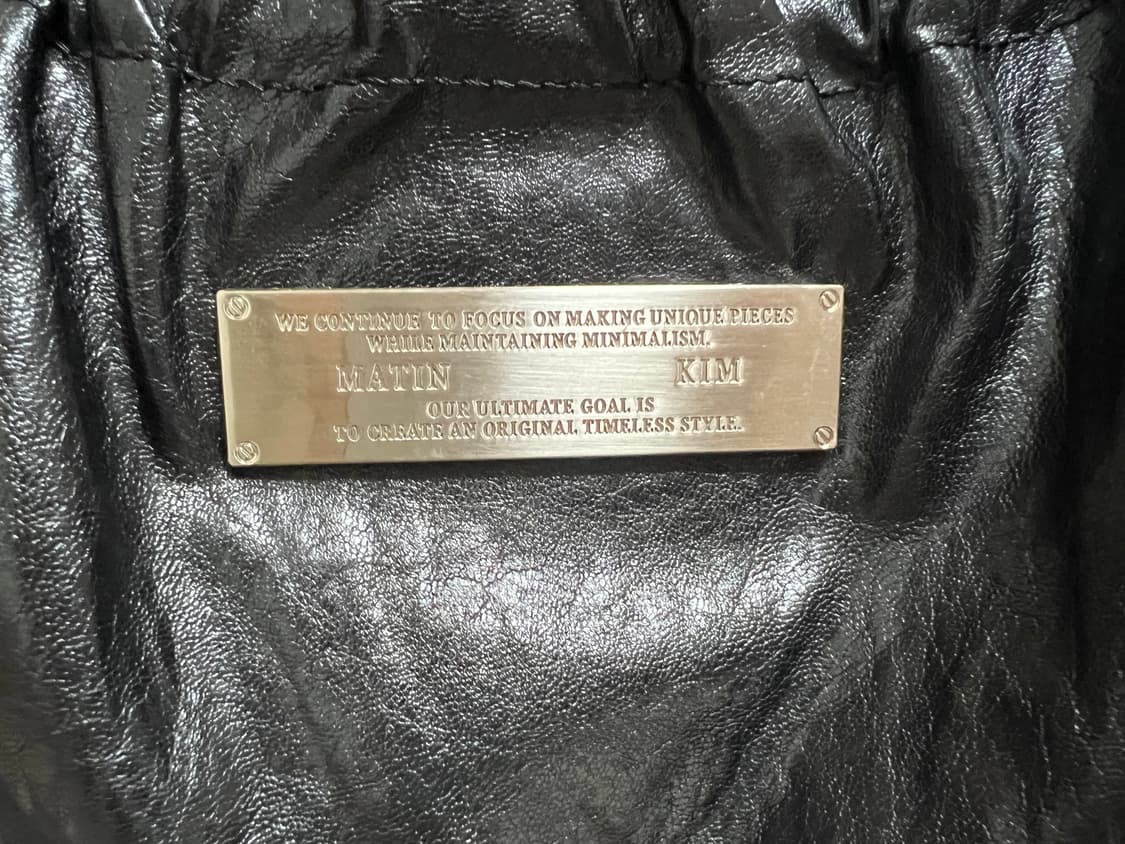 WE CONTINUE TO FOCUS ON MAKING UNIQUE PIECES
WHILE MAINTAINING MINIMALISM.
MATIN KIM
OUR ULTIMATE GOAL IS
TO CREATE AN ORIGINAL TIMELESS STYLE.